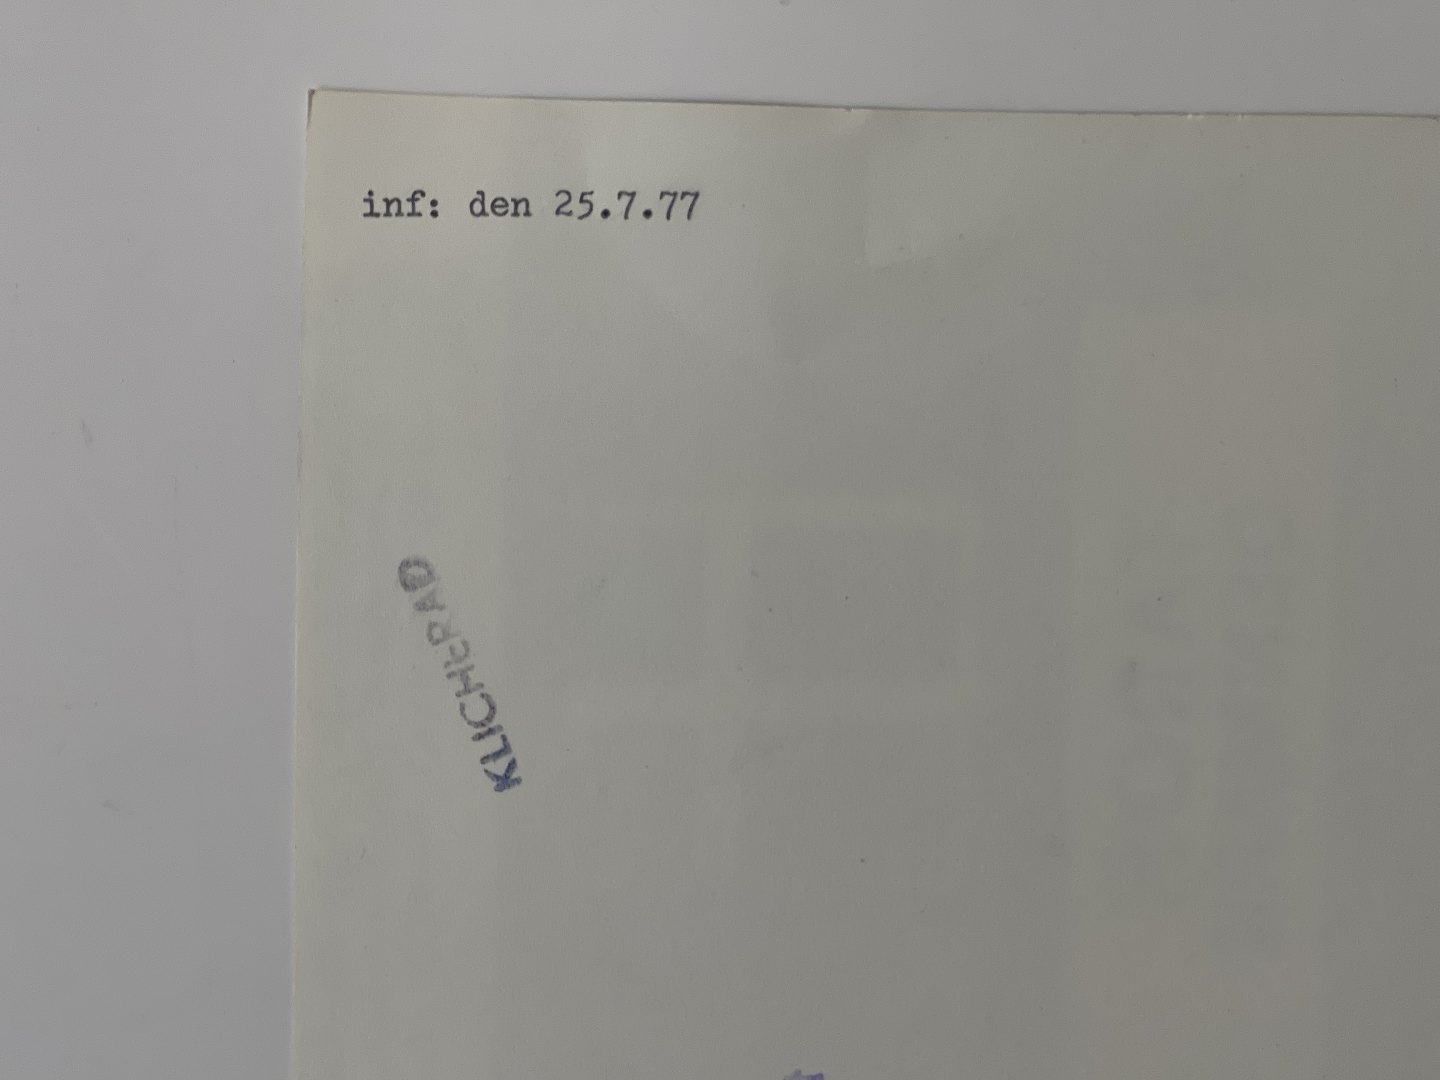 inf: den 25.7.77
KLICHERAD